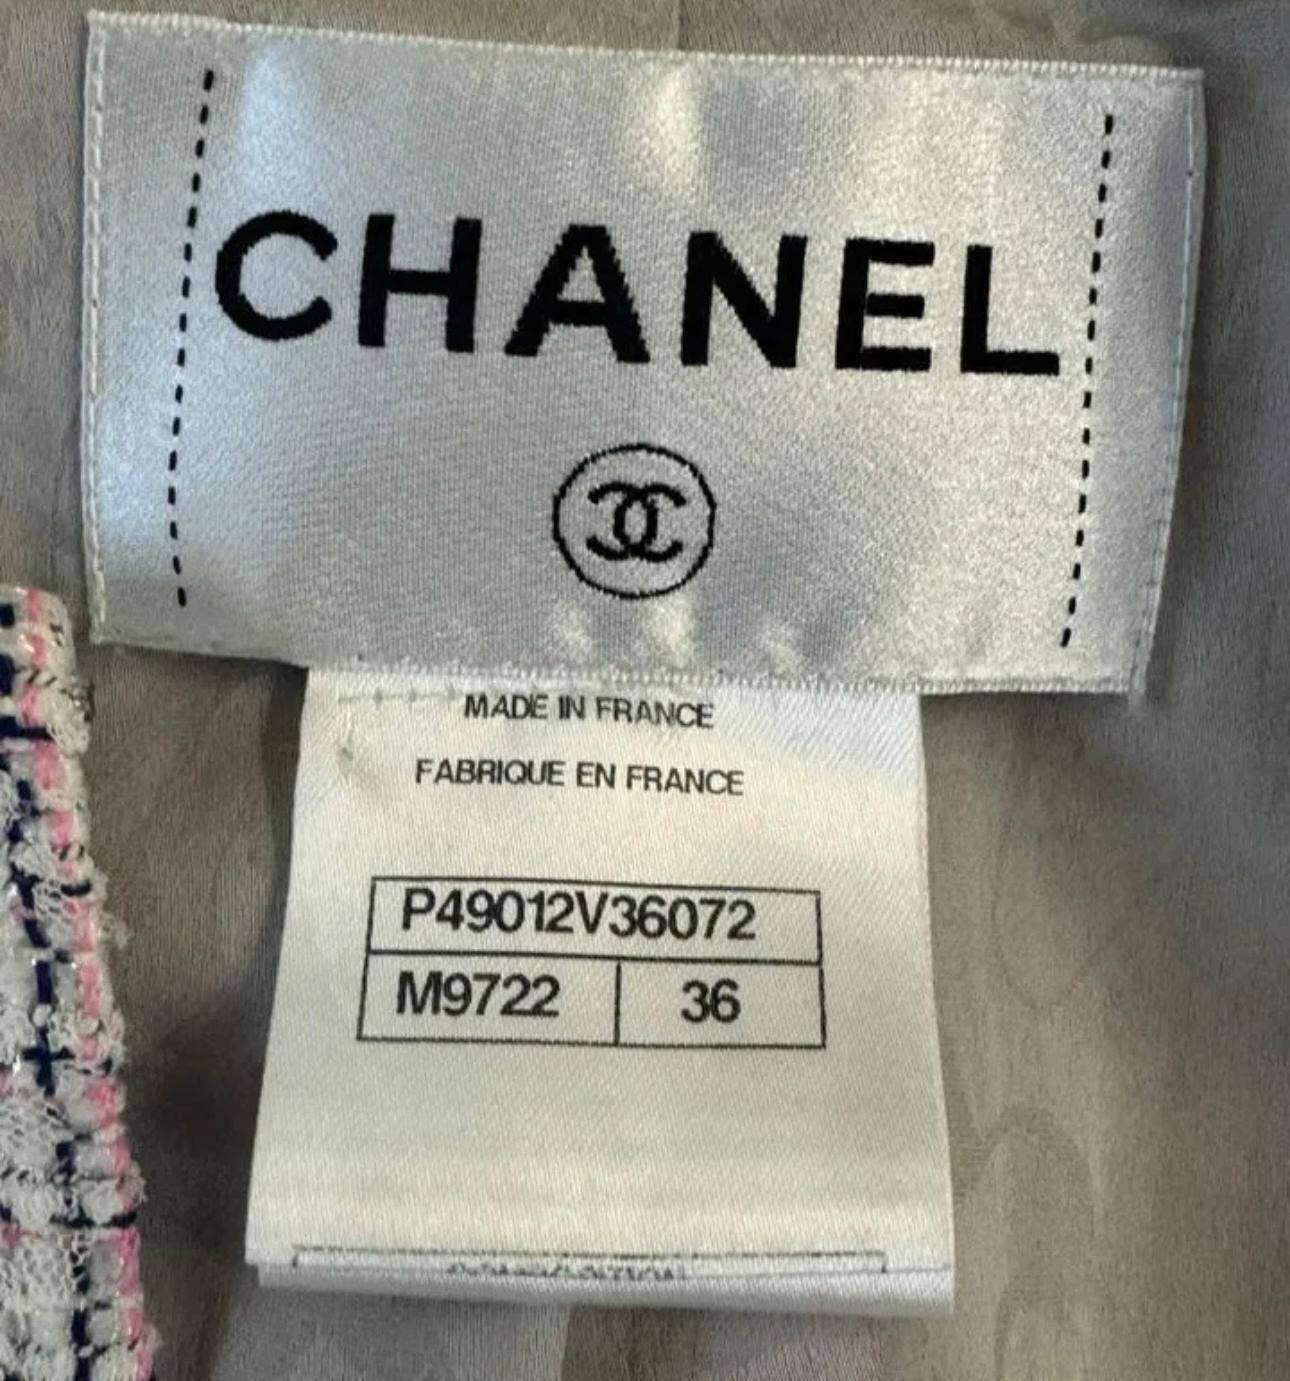 CHANEL
MADE IN FRANCE
FABRIQUE EN FRANCE
P49012V36072
M9722 36